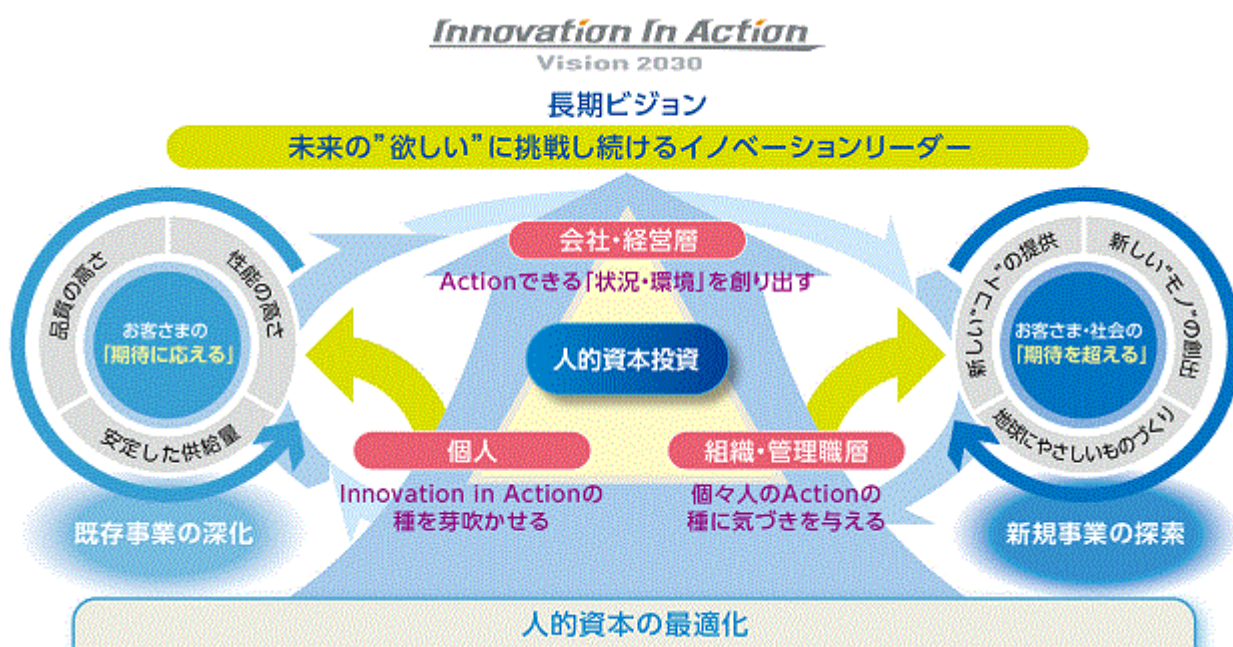 Innovation In Action
Vision 2030
長期ビジョン
未来の”欲しい”に挑戦し続けるイノベーションリーダー
品質の高さ
性能の高さ
安定した供給量
お客さまの
「期待に応える」
既存事業の深化
会社・経営層
Actionできる「状況・環境」を創り出す
人的資本投資
個人
Innovation in Actionの
種を芽吹かせる
組織・管理職層
個々人のActionの
種に気づきを与える
新しい“コト”の提供
新しい“モノ”の創出
地球にやさしいものづくり
お客さま・社会の
「期待を超える」
新規事業の探索
人的資本の最適化